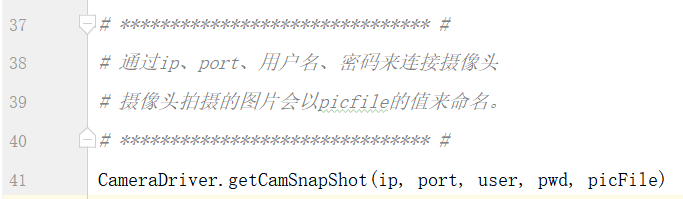 37 # ****************************** #
38 # 通过ip、port、用户名、密码来连接摄像头
39 # 摄像头拍摄的图片会以picfile的值来命名。
40 # ****************************** #
41 CameraDriver.getCamSnapShot(ip, port, user, pwd, picFile)